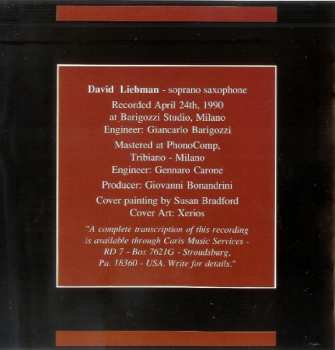 David Liebman - soprano saxophone
Recorded April 24th, 1990
at Barigozzi Studio, Milano
Engineer: Giancarlo Barigozzi
Mastered at PhonoComp,
Tribiano - Milano
Engineer: Gennaro Carone
Producer: Giovanni Bonandrini
Cover painting by Susan Bradford
Cover Art: Xerios
"A complete transcription of this recording
is available through Caris Music Services -
RD 7 - Box 7621G - Stroudsburg,
Pa. 18360 - USA. Write for details."